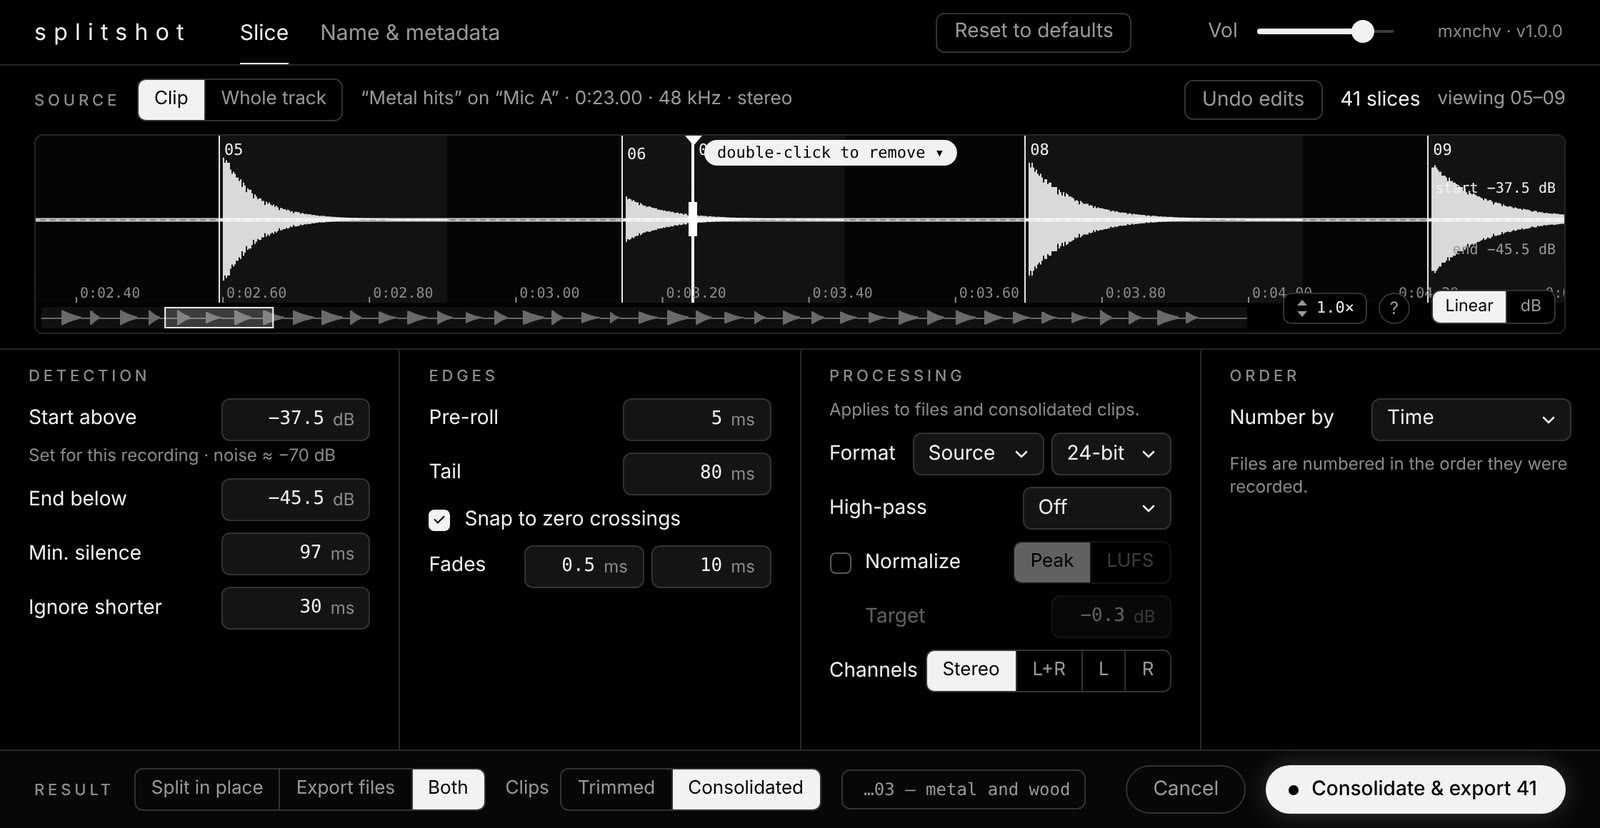 splitshot Slice Name & metadata Reset to defaults Vol mxnchv · v1.0.0
SOURCE Clip Whole track “Metal hits” on “Mic A” · 0:23.00 · 48 kHz · stereo Undo edits 41 slices viewing 05–09
05 06 double-click to remove ▾ 08 09
start −37.5 dB
end −45.5 dB
0:02.40 0:02.60 0:02.80 0:03.00 0:03.20 0:03.40 0:03.60 0:03.80 0:04.00
1.0× ? Linear dB
DETECTION
Start above −37.5 dB
Set for this recording · noise ≈ −70 dB
End below −45.5 dB
Min. silence 97 ms
Ignore shorter 30 ms
EDGES
Pre-roll 5 ms
Tail 80 ms
Snap to zero crossings
Fades 0.5 ms 10 ms
PROCESSING
Applies to files and consolidated clips.
Format Source 24-bit
High-pass Off
Normalize Peak LUFS
Target −0.3 dB
Channels Stereo L+R L R
ORDER
Number by Time
Files are numbered in the order they were
recorded.
RESULT Split in place Export files Both Clips Trimmed Consolidated …03 — metal and wood Cancel Consolidate & export 41